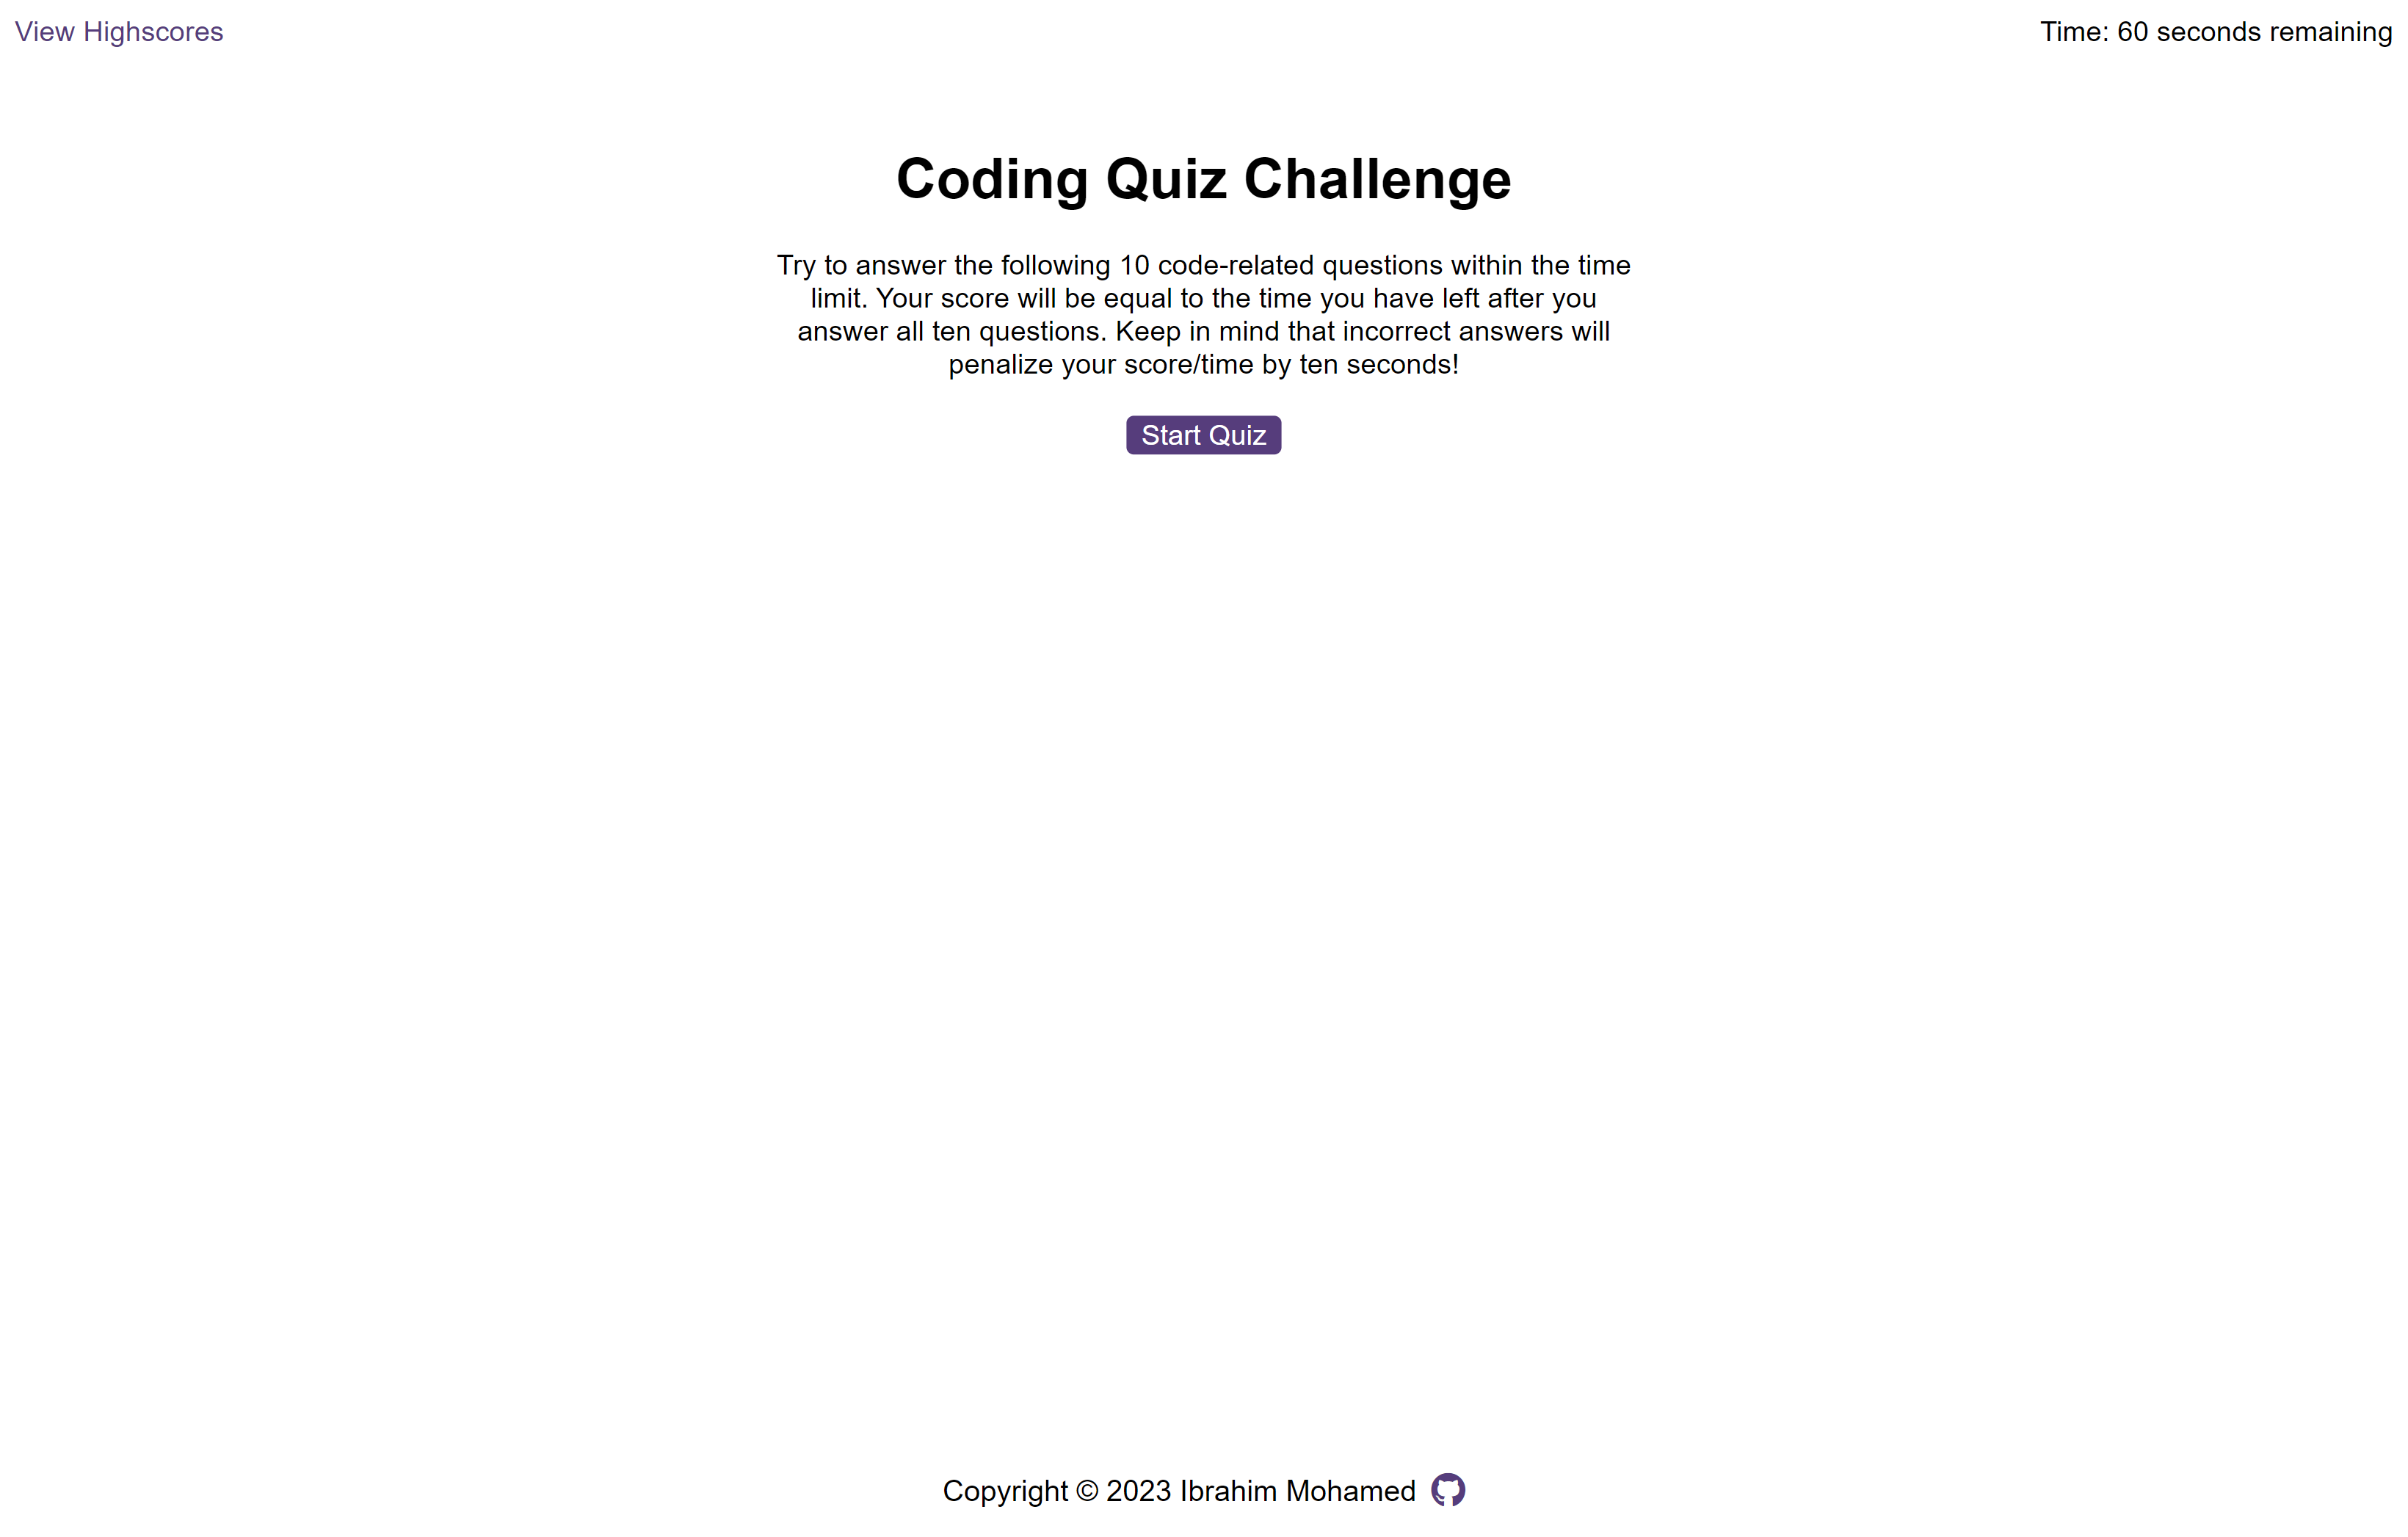 View Highscores
Time: 60 seconds remaining
Coding Quiz Challenge
Try to answer the following 10 code-related questions within the time
limit. Your score will be equal to the time you have left after you
answer all ten questions. Keep in mind that incorrect answers will
penalize your score/time by ten seconds!
Start Quiz
Copyright © 2023 Ibrahim Mohamed